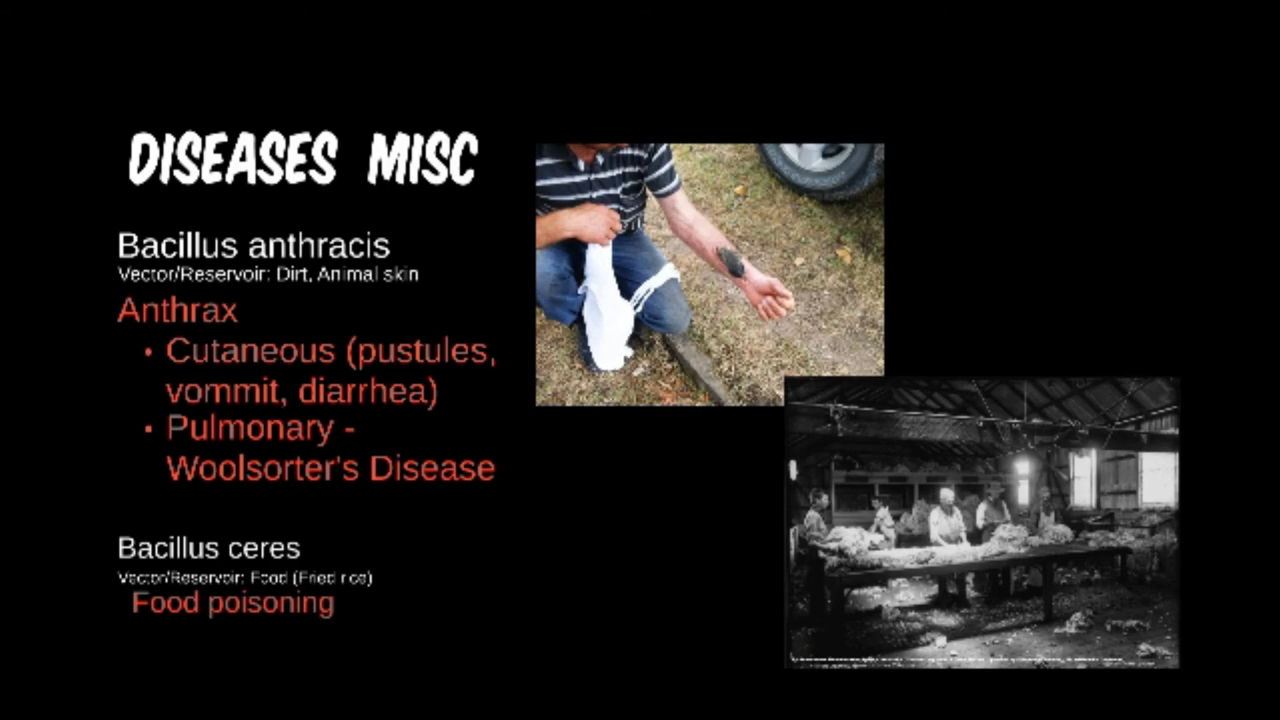 DISEASES MISC
Bacillus anthracis
Vector/Reservoir: Dirt, Animal skin
Anthrax
• Cutaneous (pustules,
vommit, diarrhea)
• Pulmonary -
Woolsorter's Disease
Bacillus ceres
Vector/Reservoir: Food (Fried rice)
Food poisoning